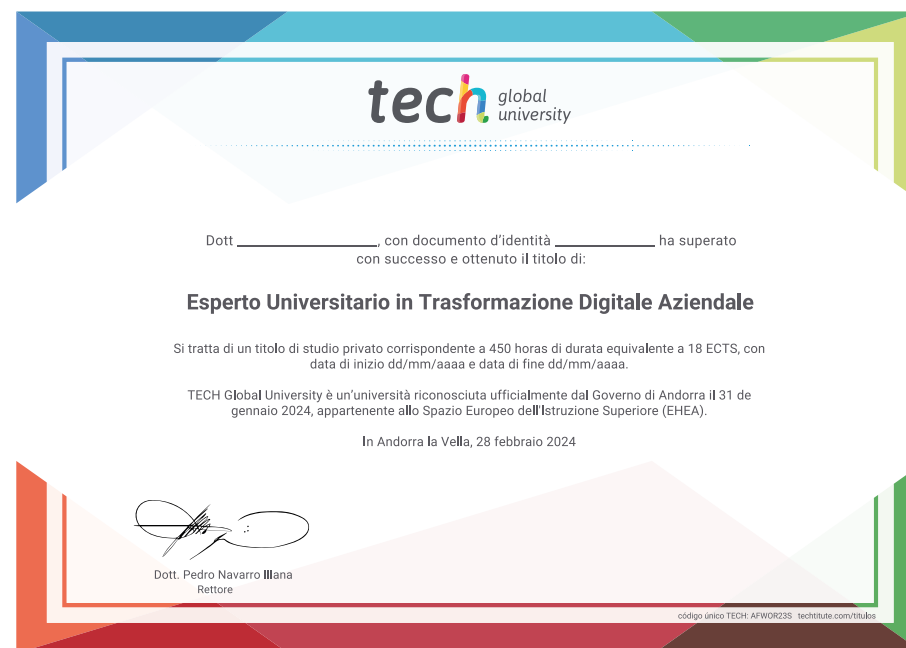 tech global university
Dott ________________, con documento d'identità ______________ ha superato
con successo e ottenuto il titolo di:
Esperto Universitario in Trasformazione Digitale Aziendale
Si tratta di un titolo di studio privato corrispondente a 450 horas di durata equivalente a 18 ECTS, con
data di inizio dd/mm/aaaa e data di fine dd/mm/aaaa.
TECH Global University è un'università riconosciuta ufficialmente dal Governo di Andorra il 31 de
gennaio 2024, appartenente allo Spazio Europeo dell'Istruzione Superiore (EHEA).
In Andorra la Vella, 28 febbraio 2024
Dott. Pedro Navarro Illana
Rettore
código único TECH: AFWOR23S techtitute.com/titulos